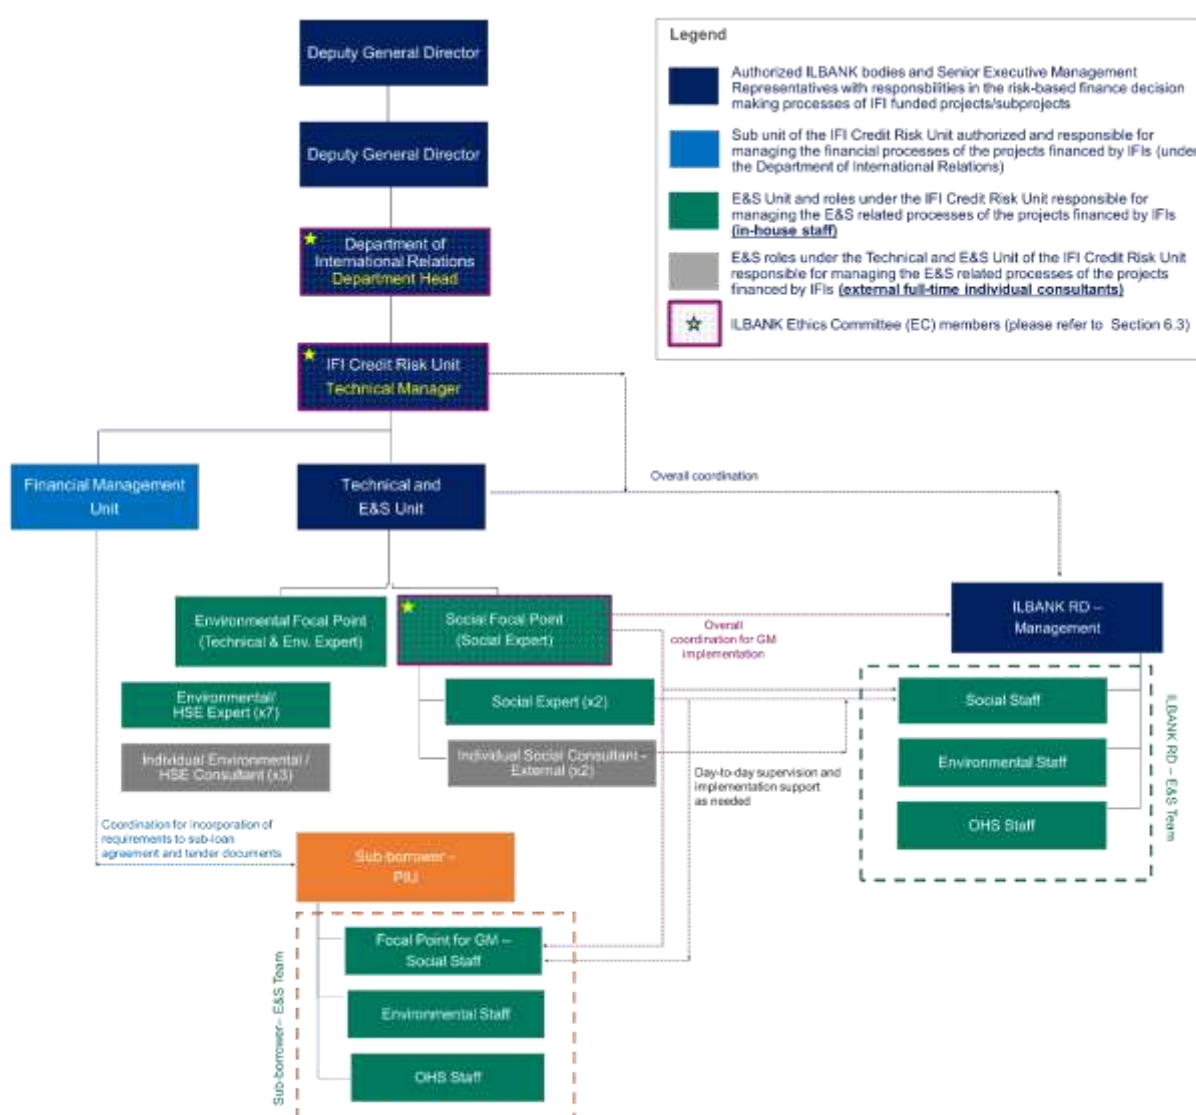 Deputy General Director
Deputy General Director
Department of
International Relations
Department Head
IFI Credit Risk Unit
Technical Manager
Legend
Authorized ILBANK bodies and Senior Executive Management
Representatives with responsbilities in the risk-based finance decision
making processes of IFI funded projects/subprojects
Sub unit of the IFI Credit Risk Unit authorized and responsible for
managing the financial processes of the projects financed by IFIs (under
the Department of International Relations)
E&S Unit and roles under the IFI Credit Risk Unit responsible for
managing the E&S related processes of the projects financed by IFIs
(in-house staff)
E&S roles under the Technical and E&S Unit of the IFI Credit Risk Unit
responsible for managing the E&S related processes of the projects
financed by IFIs (external full-time individual consultants)
ILBANK Ethics Committee (EC) members (please refer to Section 6.3)
Financial Management
Unit
Technical and
E&S Unit
Overall coordination
Environmental Focal Point
(Technical & Env. Expert)
Social Focal Point
(Social Expert)
Overall
coordination for GM
implementation
ILBANK RD –
Management
Environmental/
HSE Expert (x7)
Social Expert (x2)
Social Staff
Individual Environmental /
HSE Consultant (x3)
Individual Social Consultant –
External (x2)
Day-to-day supervision and
implementation support
as needed
Environmental Staff
OHS Staff
ILBANK RD – E&S Team
Coordination for incorporation of
requirements to sub-loan
agreement and tender documents
Sub-borrower –
PIU
Focal Point for GM –
Social Staff
Environmental Staff
OHS Staff
Sub-borrower– E&S Team